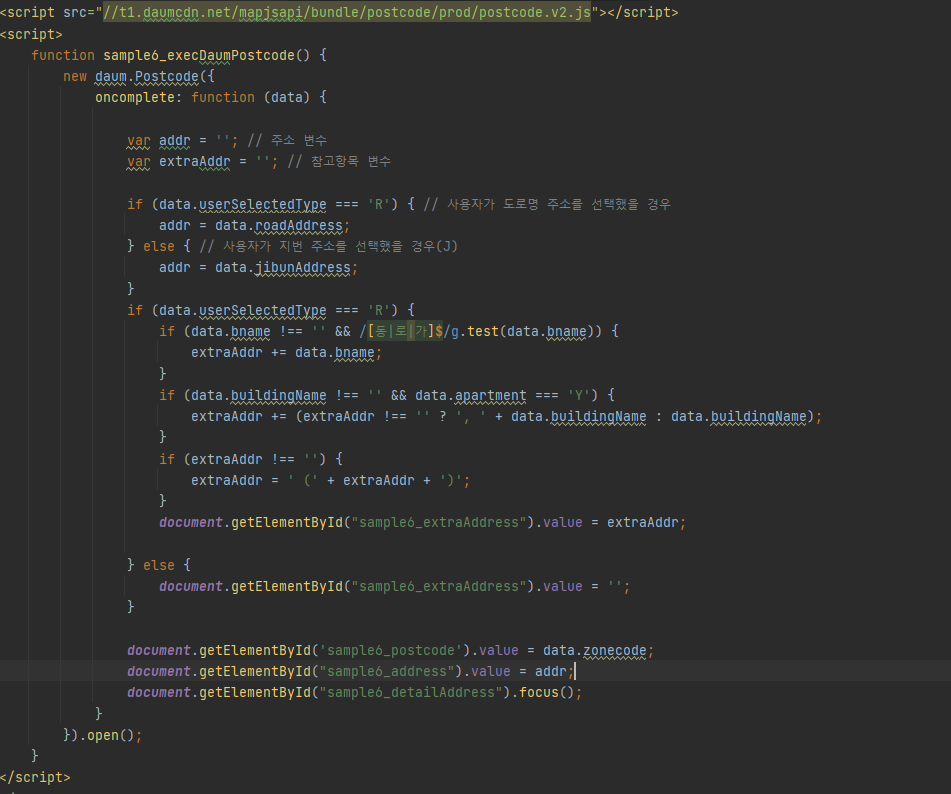 <script src="//t1.daumcdn.net/mapjsapi/bundle/postcode/prod/postcode.v2.js"></script>
<script>
    function sample6_execDaumPostcode() {
        new daum.Postcode({
            oncomplete: function (data) {

                var addr = ''; // 주소 변수
                var extraAddr = ''; // 참고항목 변수

                if (data.userSelectedType === 'R') { // 사용자가 도로명 주소를 선택했을 경우
                    addr = data.roadAddress;
                } else { // 사용자가 지번 주소를 선택했을 경우(J)
                    addr = data.jibunAddress;
                }
                if (data.userSelectedType === 'R') {
                    if (data.bname !== '' && /[동|로|가]$/g.test(data.bname)) {
                        extraAddr += data.bname;
                    }
                    if (data.buildingName !== '' && data.apartment === 'Y') {
                        extraAddr += (extraAddr !== '' ? ', ' + data.buildingName : data.buildingName);
                    }
                    if (extraAddr !== '') {
                        extraAddr = ' (' + extraAddr + ')';
                    }
                    document.getElementById("sample6_extraAddress").value = extraAddr;

                } else {
                    document.getElementById("sample6_extraAddress").value = '';
                }

                document.getElementById('sample6_postcode').value = data.zonecode;
                document.getElementById("sample6_address").value = addr;
                document.getElementById("sample6_detailAddress").focus();
            }
        }).open();
    }
</script>